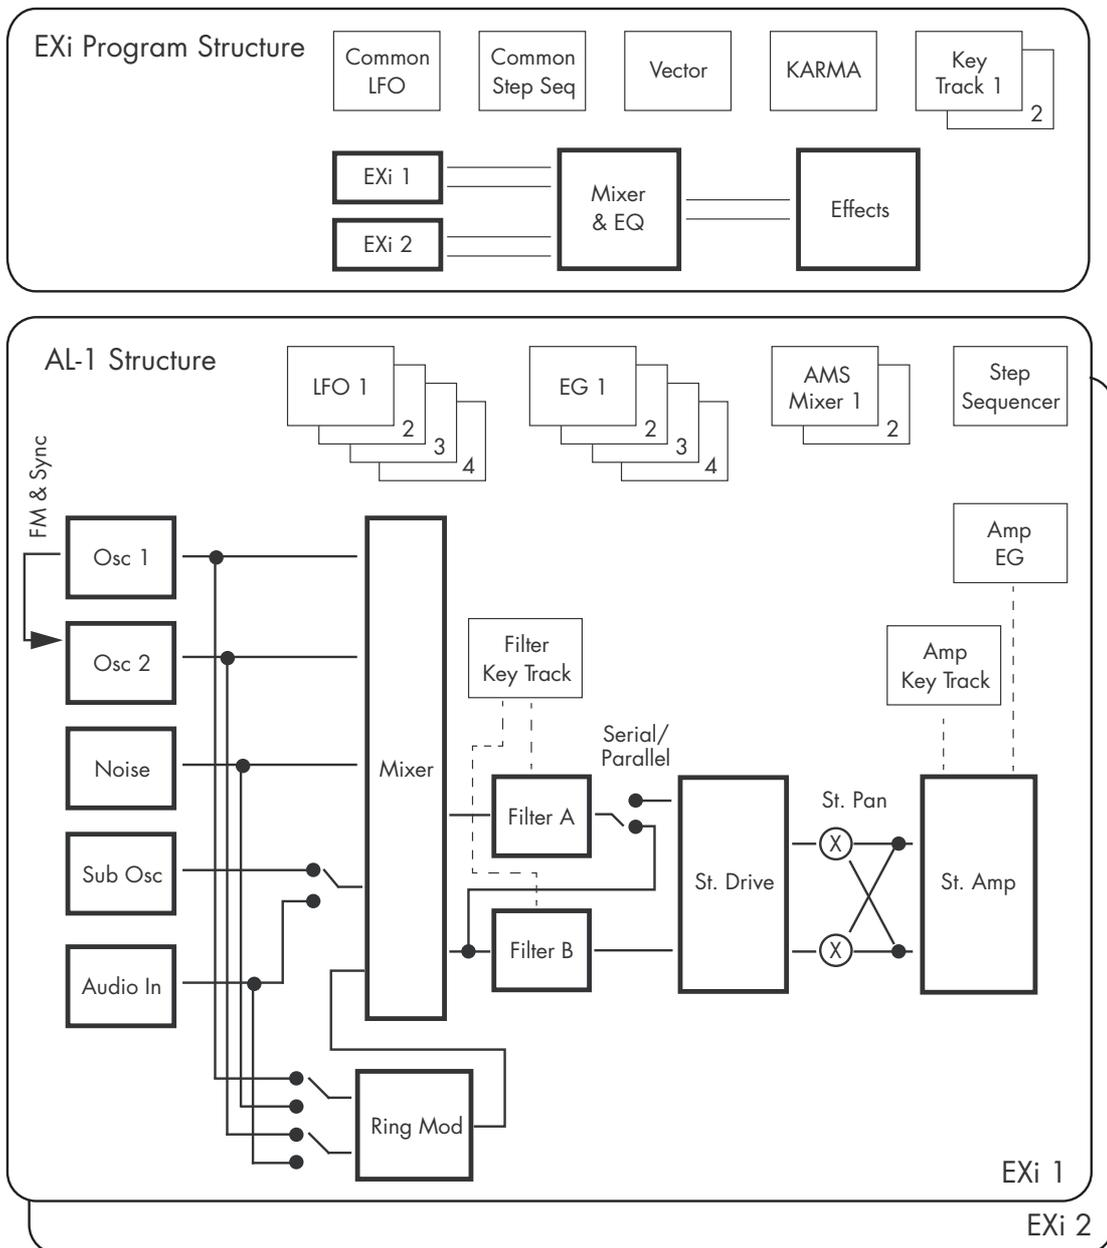 EXi Program Structure
Common
LFO
Common
Step Seq
Vector
KARMA
Key
Track 1
2
EXi 1
EXi 2
Mixer
& EQ
Effects
AL-1 Structure
LFO 1
2
3
4
EG 1
2
3
4
AMS
Mixer 1
2
Step
Sequencer
FM & Sync
Osc 1
Osc 2
Noise
Sub Osc
Audio In
Mixer
Ring Mod
Filter
Key Track
Filter A
Filter B
Serial/
Parallel
St. Drive
St. Pan
X
X
Amp
Key Track
Amp
EG
St. Amp
EXi 1
EXi 2